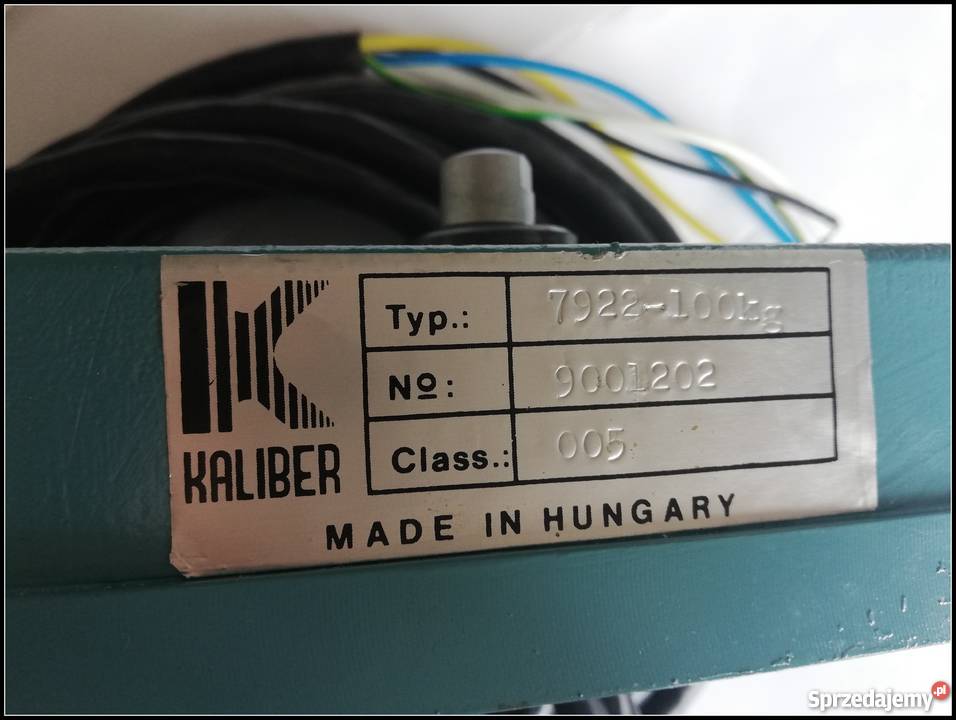 Typ.: 7922-100kg
Nº: 9001202
Class.: 005
KALIBER
MADE IN HUNGARY
Sprzedajemy.pl